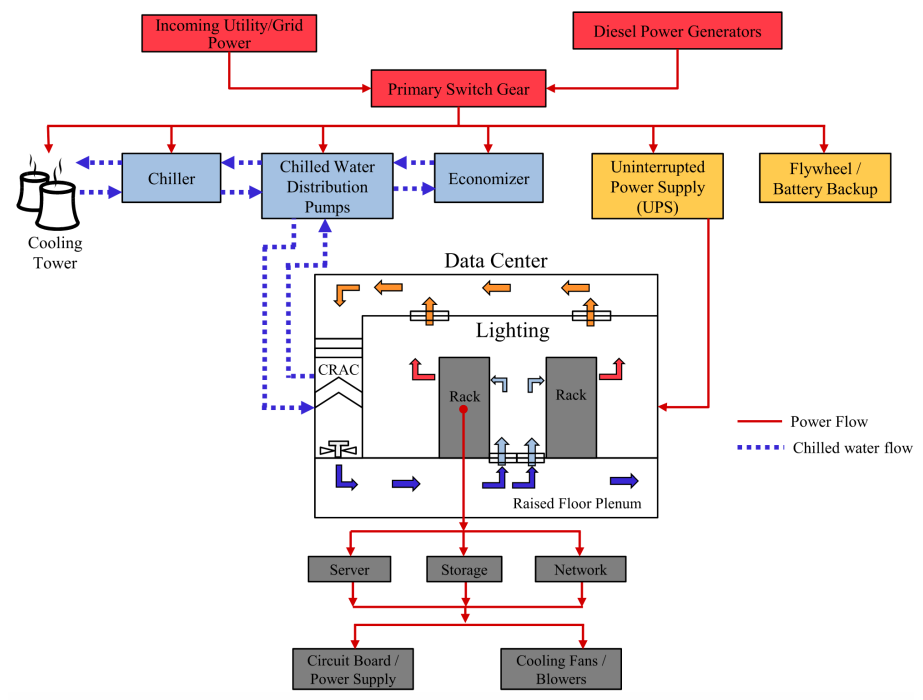 Incoming Utility/Grid
Power
Diesel Power Generators
Primary Switch Gear
Chiller
Chilled Water
Distribution
Pumps
Economizer
Uninterrupted
Power Supply
(UPS)
Flywheel /
Battery Backup
Cooling
Tower
Data Center
Lighting
CRAC
Rack
Rack
Power Flow
Chilled water flow
Raised Floor Plenum
Server
Storage
Network
Circuit Board /
Power Supply
Cooling Fans /
Blowers